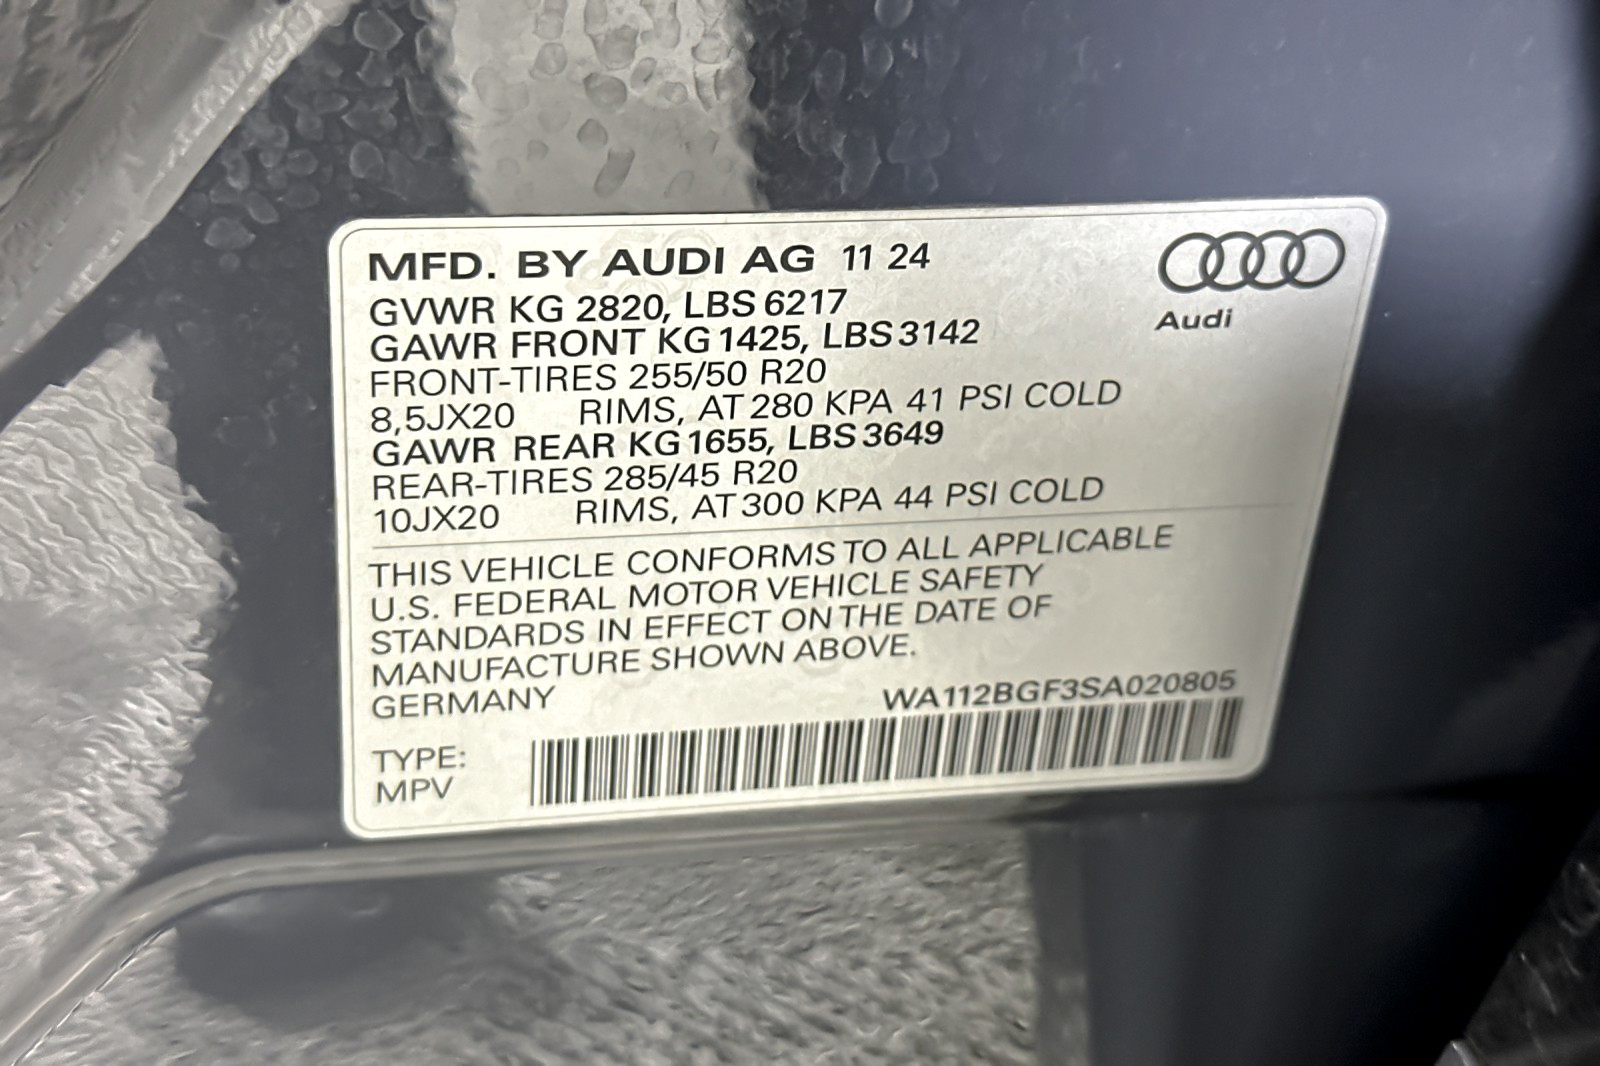 MFD. BY AUDI AG 11 24
GVWR KG 2820, LBS 6217
GAWR FRONT KG 1425, LBS 3142
FRONT-TIRES 255/50 R20
8,5JX20 RIMS, AT 280 KPA 41 PSI COLD
GAWR REAR KG 1655, LBS 3649
REAR-TIRES 285/45 R20
10JX20 RIMS, AT 300 KPA 44 PSI COLD
Audi
THIS VEHICLE CONFORMS TO ALL APPLICABLE
U.S. FEDERAL MOTOR VEHICLE SAFETY
STANDARDS IN EFFECT ON THE DATE OF
MANUFACTURE SHOWN ABOVE.
GERMANY WA112BGF3SA020805
TYPE:
MPV